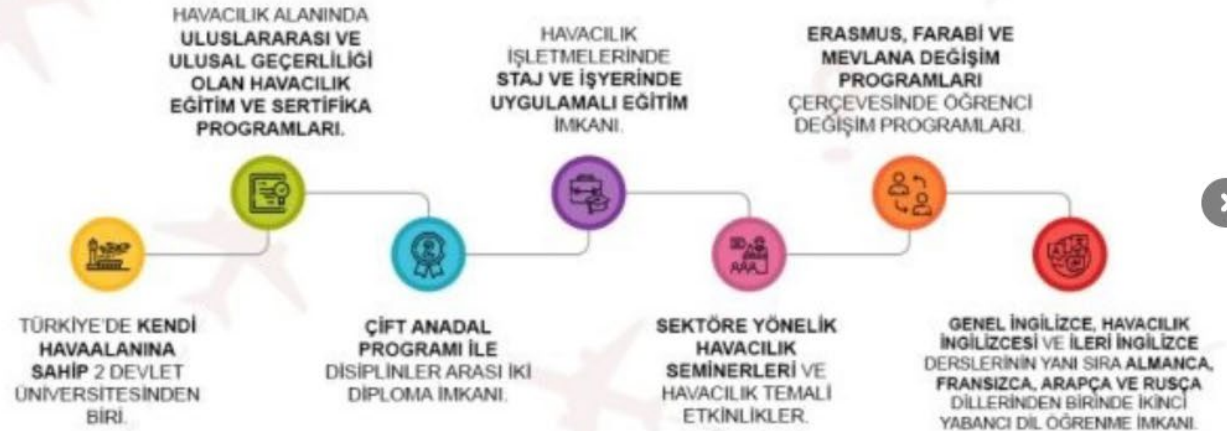 HAVACILIK ALANINDA
ULUSLARARASI VE
ULUSAL GEÇERLİLİĞİ
OLAN HAVACILIK
EĞİTİM VE SERTİFİKA
PROGRAMLARI.
HAVACILIK
İŞLETMELERİNDE
STAJ VE İŞYERİNDE
UYGULAMALI EĞİTİM
İMKANI.
ERASMUS, FARABİ VE
MEVLANA DEĞİŞİM
PROGRAMLARI
ÇERÇEVESİNDE ÖĞRENCİ
DEĞİŞİM PROGRAMLARI.
TÜRKİYE'DE KENDİ
HAVAALANINA
SAHİP 2 DEVLET
ÜNİVERSİTESİNDEN
BİRİ.
ÇİFT ANADAL
PROGRAMI İLE
DİSİPLİNLER ARASI İKİ
DİPLOMA İMKANI.
SEKTÖRE YÖNELİK
HAVACILIK
SEMİNERLERİ VE
HAVACILIK TEMALI
ETKİNLİKLER.
GENEL İNGİLİZCE, HAVACILIK
İNGİLİZCESİ VE İLERİ İNGİLİZCE
DERSLERİNİN YANI SIRA ALMANCA,
FRANSIZCA, ARAPÇA VE RUSÇA
DİLLERİNDEN BİRİNDE İKİNCİ
YABANCI DİL ÖĞRENME İMKANI.